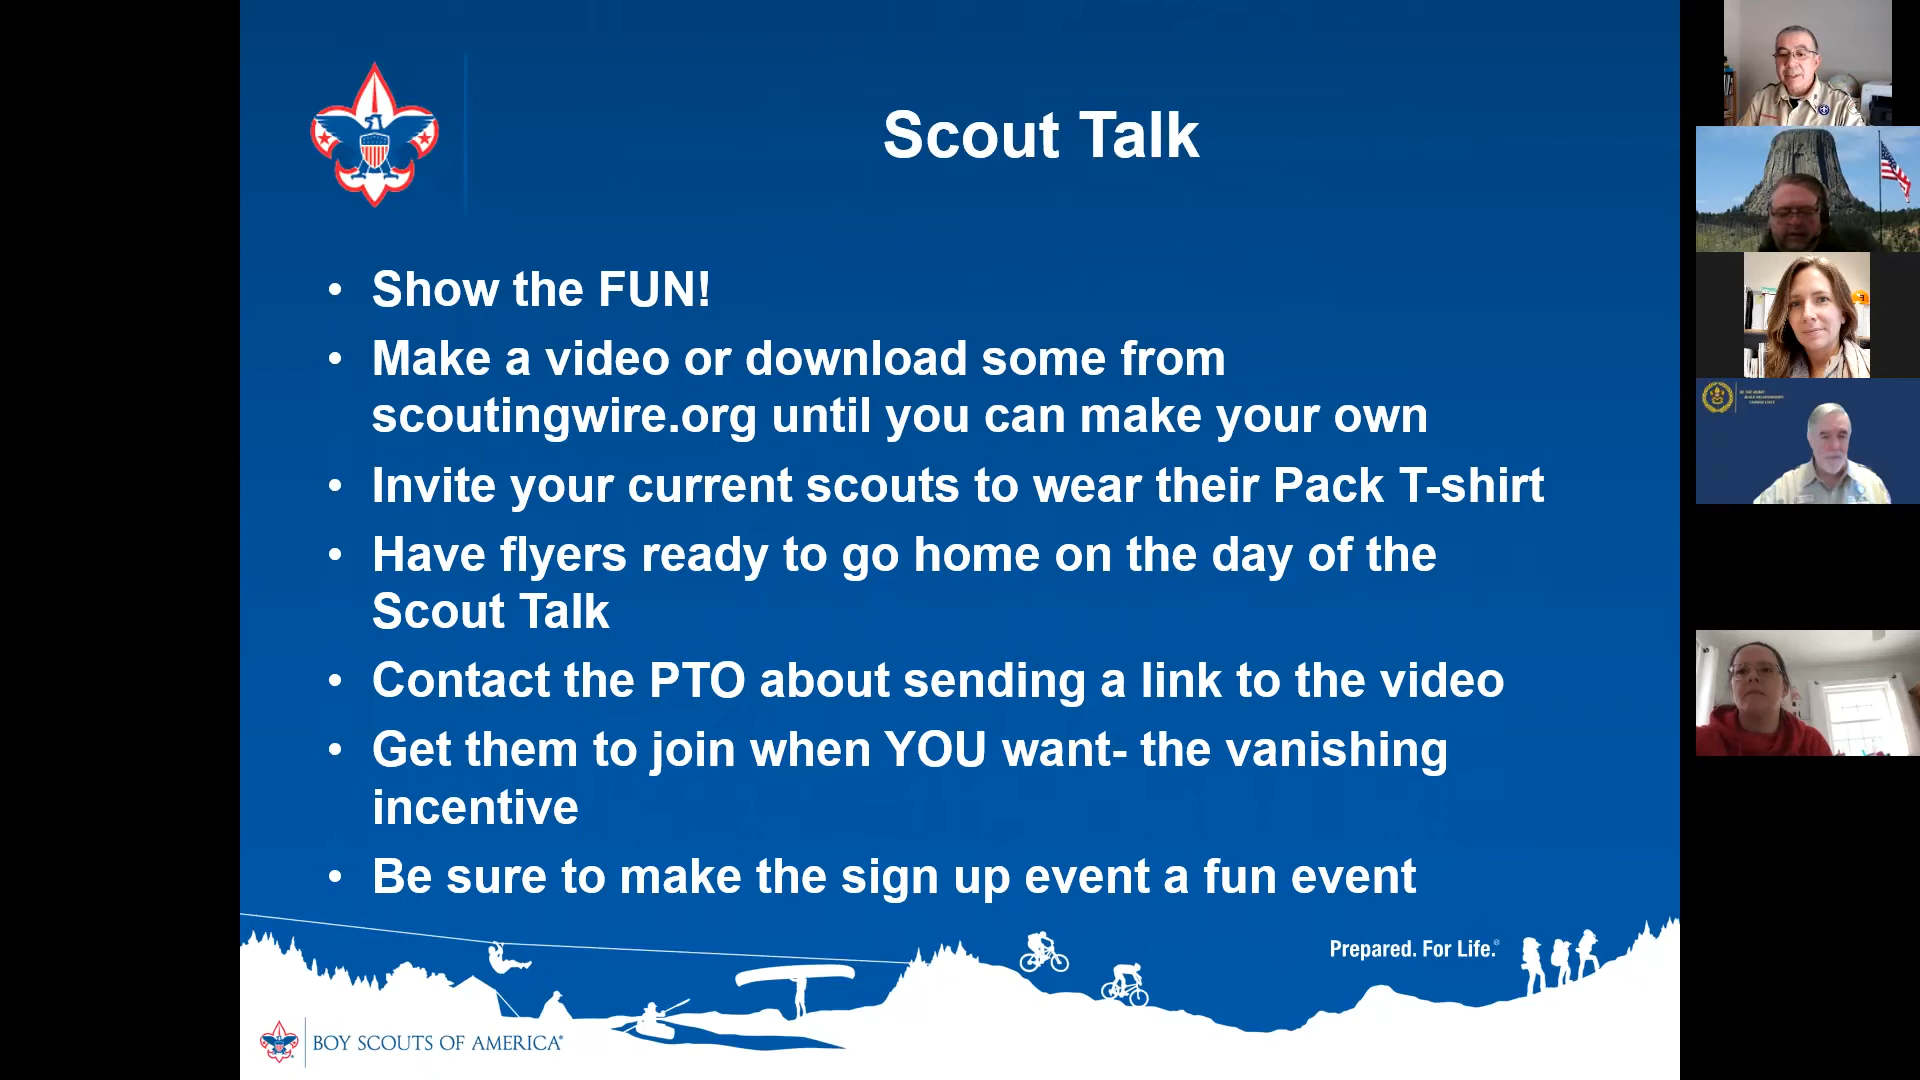 Scout Talk
• Show the FUN!
• Make a video or download some from
scoutingwire.org until you can make your own
• Invite your current scouts to wear their Pack T-shirt
• Have flyers ready to go home on the day of the
Scout Talk
• Contact the PTO about sending a link to the video
• Get them to join when YOU want- the vanishing
incentive
• Be sure to make the sign up event a fun event
Prepared. For Life.®
BOY SCOUTS OF AMERICA®